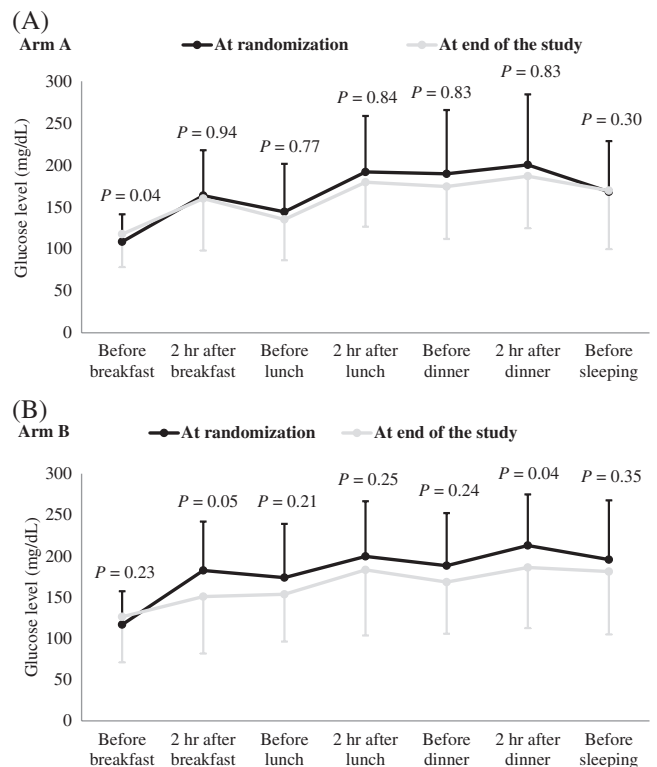 (A)
Arm A
At randomization
At end of the study
Glucose level (mg/dL)
300
250
200
150
100
50
0
P = 0.04
P = 0.94
P = 0.77
P = 0.84
P = 0.83
P = 0.83
P = 0.30
Before breakfast
2 hr after breakfast
Before lunch
2 hr after lunch
Before dinner
2 hr after dinner
Before sleeping
(B)
Arm B
At randomization
At end of the study
Glucose level (mg/dL)
300
250
200
150
100
50
0
P = 0.23
P = 0.05
P = 0.21
P = 0.25
P = 0.24
P = 0.04
P = 0.35
Before breakfast
2 hr after breakfast
Before lunch
2 hr after lunch
Before dinner
2 hr after dinner
Before sleeping